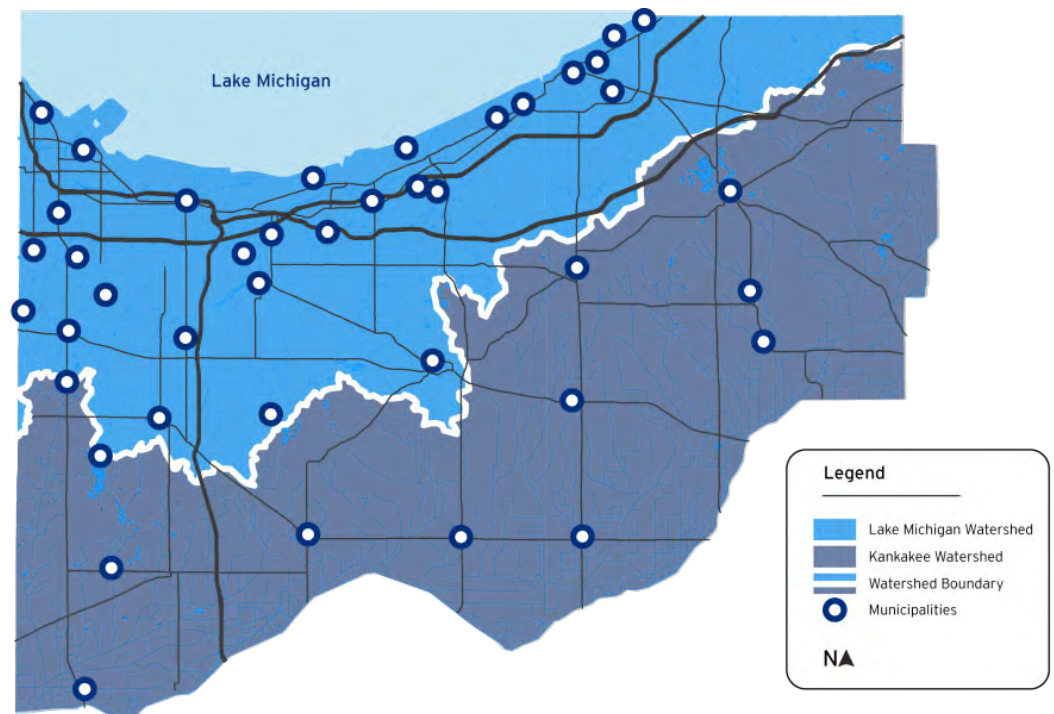 Lake Michigan
Legend
Lake Michigan Watershed
Kankakee Watershed
Watershed Boundary
Municipalities
N